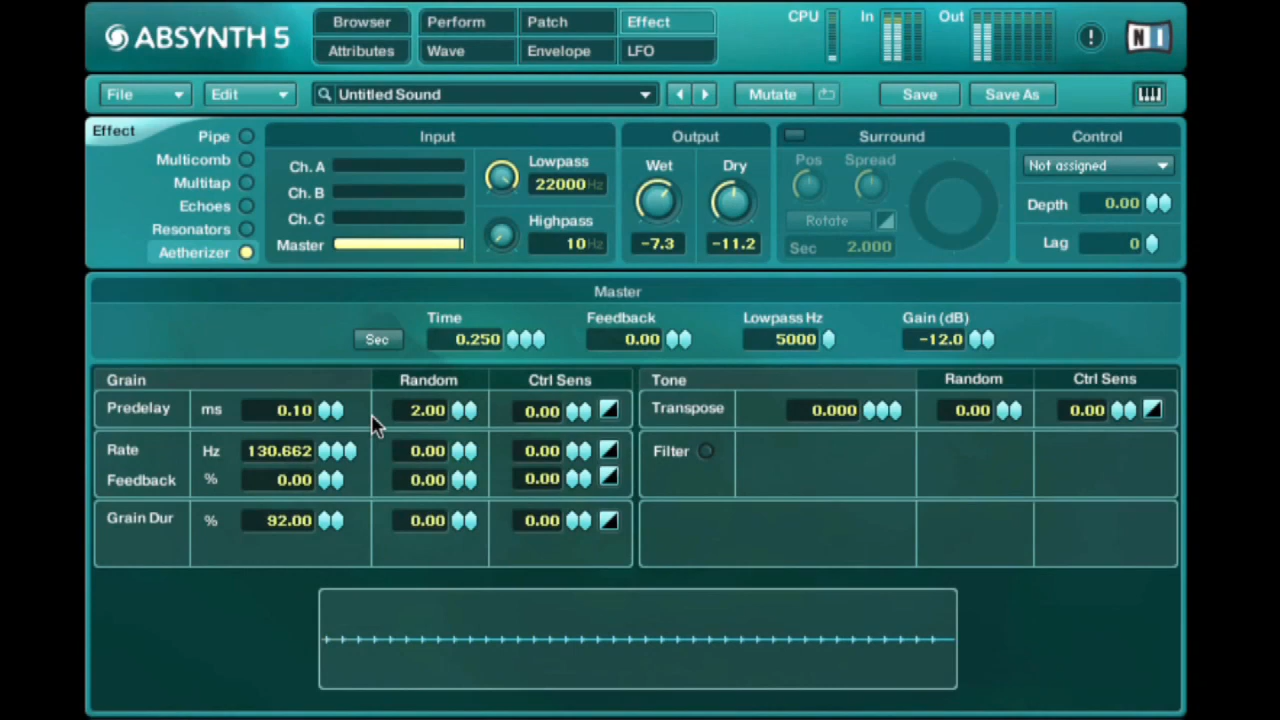 ABSYNTH 5
Browser Perform Patch Effect
Attributes Wave Envelope LFO
CPU In Out ! NI
File Edit Untitled Sound Mutate Save Save As
Effect
Pipe
Multicomb
Multitap
Echoes
Resonators
Aetherizer
Input
Ch. A
Ch. B
Ch. C
Master
Lowpass
22000 Hz
Highpass
10 Hz
Output
Wet Dry
-7.3 -11.2
Surround
Pos Spread
Rotate
Sec 2.000
Control
Not assigned
Depth 0.00
Lag 0
Master
Time Feedback Lowpass Hz Gain (dB)
Sec 0.250 0.00 5000 -12.0
Grain Random Ctrl Sens
Predelay ms 0.10 2.00 0.00
Rate Hz 130.662 0.00 0.00
Feedback % 0.00 0.00 0.00
Grain Dur % 92.00 0.00 0.00
Tone Random Ctrl Sens
Transpose 0.000 0.00 0.00
Filter